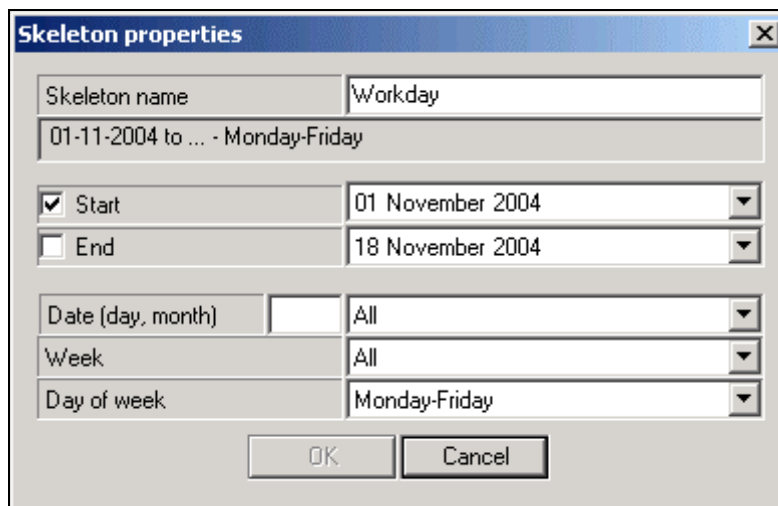 Skeleton properties
Skeleton name Workday
01-11-2004 to ... - Monday-Friday
Start 01 November 2004
End 18 November 2004
Date (day, month) All
Week All
Day of week Monday-Friday
OK Cancel